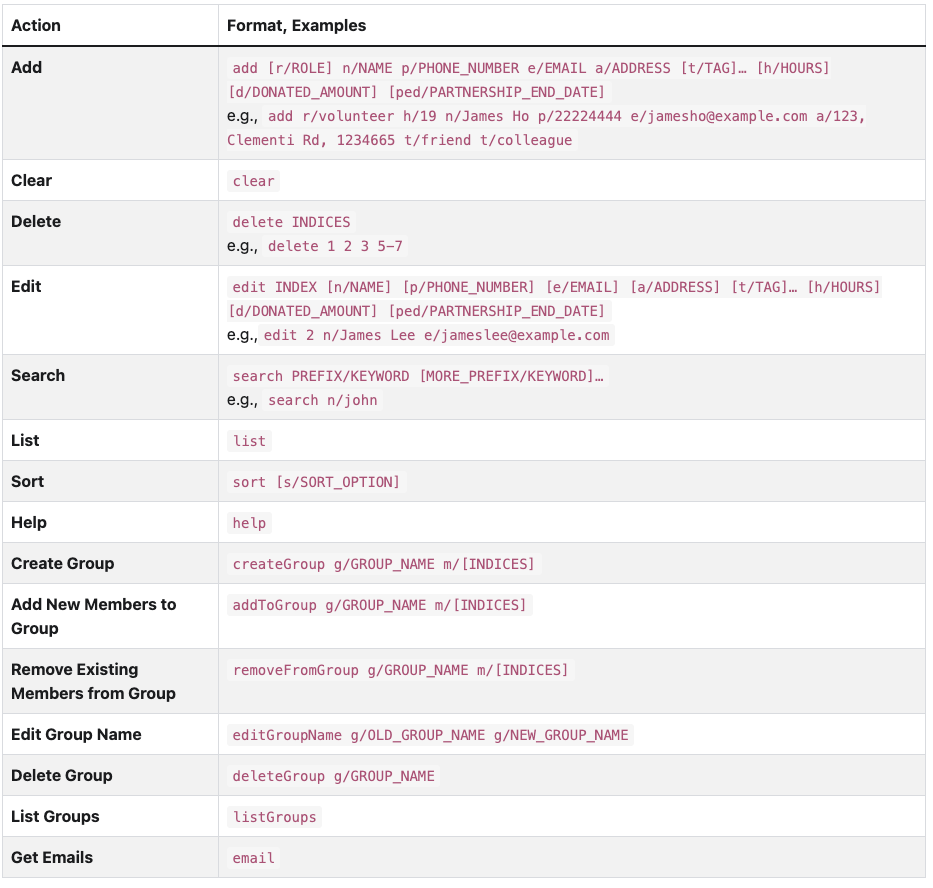 Action Format, Examples
Add add [r/ROLE] n/NAME p/PHONE_NUMBER e/EMAIL a/ADDRESS [t/TAG]… [h/HOURS]
[d/DONATED_AMOUNT] [ped/PARTNERSHIP_END_DATE]
e.g., add r/volunteer h/19 n/James Ho p/22224444 e/jamesho@example.com a/123,
Clementi Rd, 1234665 t/friend t/colleague
Clear clear
Delete delete INDICES
e.g., delete 1 2 3 5-7
Edit edit INDEX [n/NAME] [p/PHONE_NUMBER] [e/EMAIL] [a/ADDRESS] [t/TAG]… [h/HOURS]
[d/DONATED_AMOUNT] [ped/PARTNERSHIP_END_DATE]
e.g., edit 2 n/James Lee e/jameslee@example.com
Search search PREFIX/KEYWORD [MORE_PREFIX/KEYWORD]…
e.g., search n/john
List list
Sort sort [s/SORT_OPTION]
Help help
Create Group createGroup g/GROUP_NAME m/[INDICES]
Add New Members to addToGroup g/GROUP_NAME m/[INDICES]
Group
Remove Existing removeFromGroup g/GROUP_NAME m/[INDICES]
Members from Group
Edit Group Name editGroupName g/OLD_GROUP_NAME g/NEW_GROUP_NAME
Delete Group deleteGroup g/GROUP_NAME
List Groups listGroups
Get Emails email